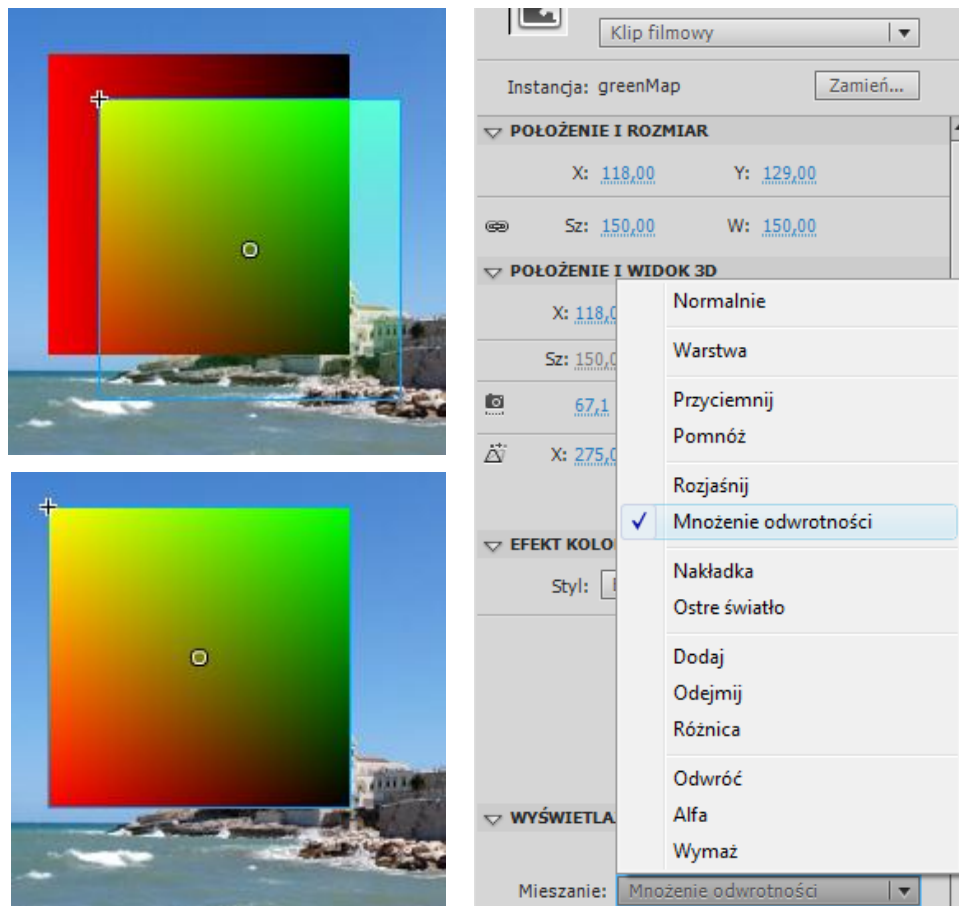 Klip filmowy
Instancja: greenMap Zamień...
POŁOŻENIE I ROZMIAR
X: 118,00 Y: 129,00
Sz: 150,00 W: 150,00
POŁOŻENIE I WIDOK 3D
X: 118,0
Sz: 150,0
67,1
X: 275,0
EFEKT KOLO
Styl:
WYŚWIETLA
Mieszanie: Mnożenie odwrotności
Normalnie
Warstwa
Przyciemnij
Pomnóż
Rozjaśnij
Mnożenie odwrotności
Nakładka
Ostre światło
Dodaj
Odejmij
Różnica
Odwróć
Alfa
Wymaż